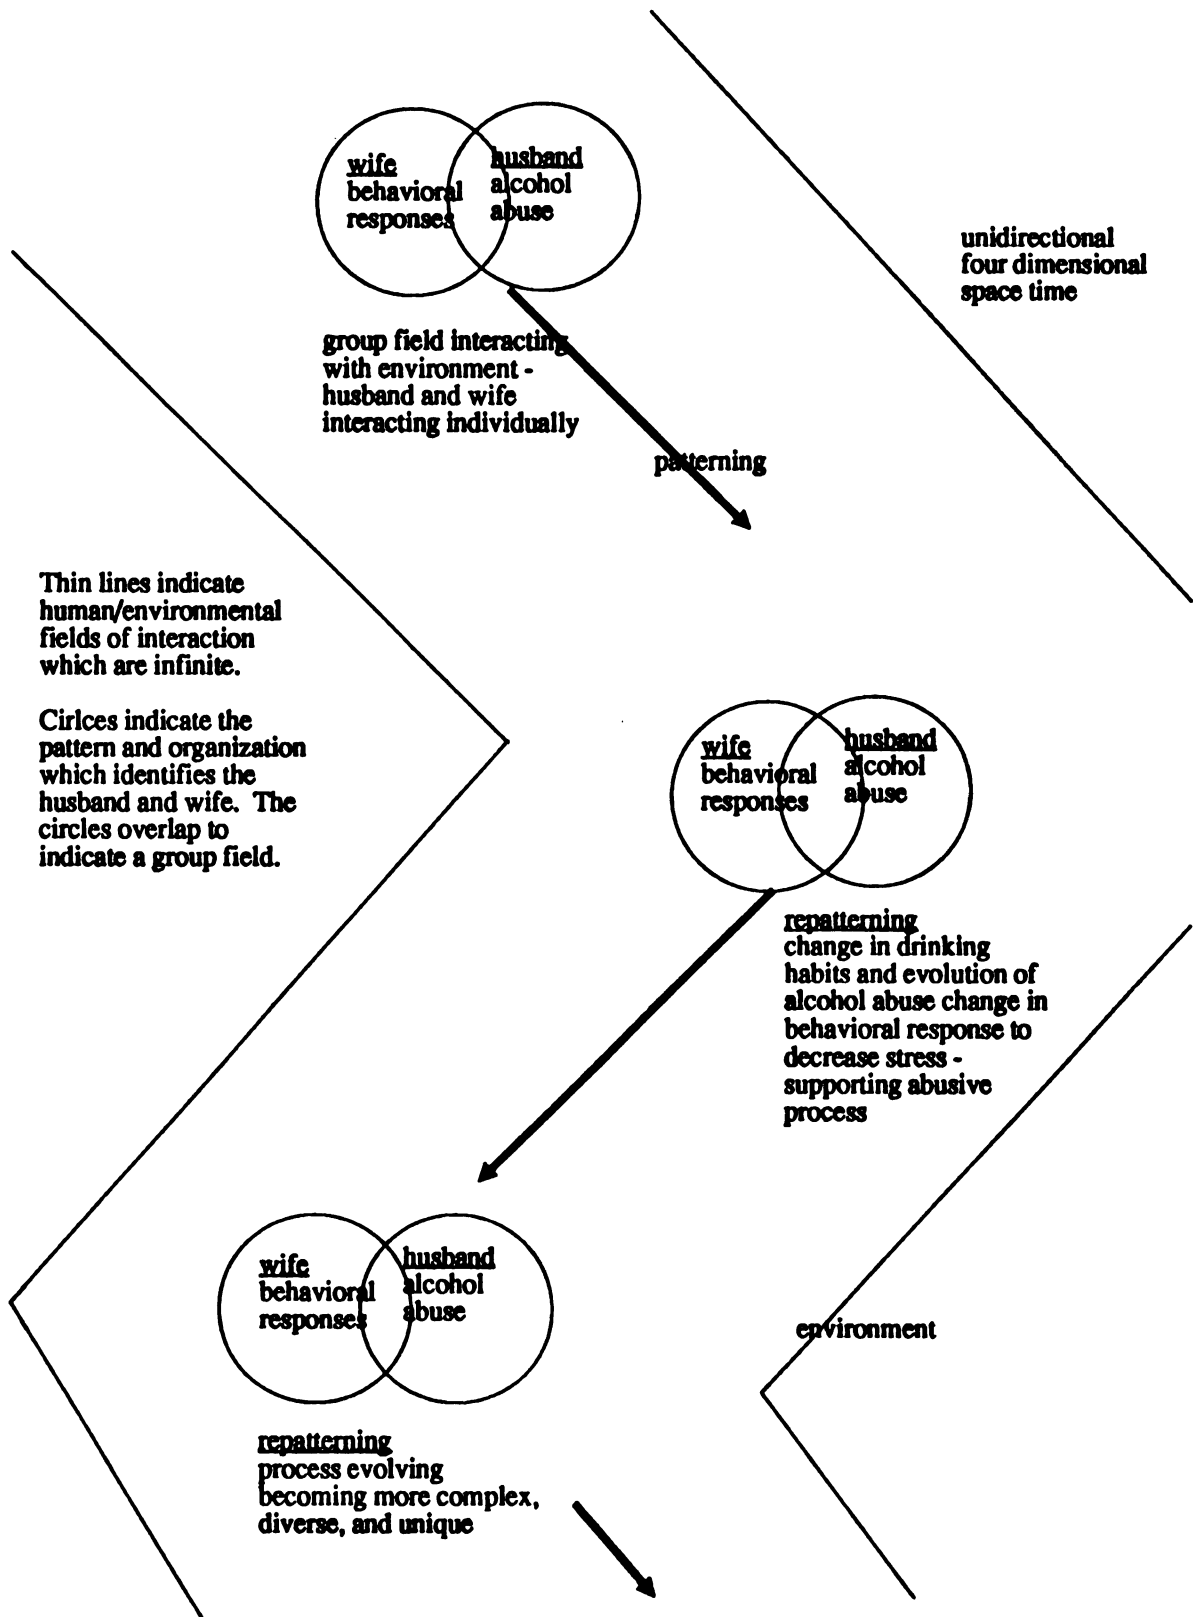 wife
behavioral
responses
husband
alcohol
abuse
unidirectional
four dimensional
space time
group field interacting
with environment -
husband and wife
interacting individually
patterning
Thin lines indicate
human/environmental
fields of interaction
which are infinite.
Cirlces indicate the
pattern and organization
which identifies the
husband and wife. The
circles overlap to
indicate a group field.
wife
behavioral
responses
husband
alcohol
abuse
repatterning
change in drinking
habits and evolution of
alcohol abuse change in
behavioral response to
decrease stress -
supporting abusive
process
wife
behavioral
responses
husband
alcohol
abuse
environment
repatterning
process evolving
becoming more complex,
diverse, and unique